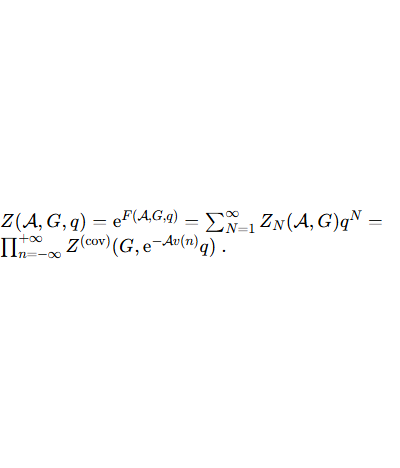 Z(𝒜, G, q) = e^{F(𝒜,G,q)} = ∑_{N=1}^{∞} Z_N(𝒜, G)q^N =
∏_{n=−∞}^{+∞} Z^{(cov)}(G, e^{−𝒜v(n)}q) .